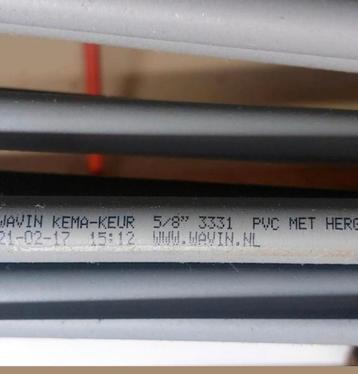 WAVIN KEMA-KEUR 5/8" 3331 PVC MET HERG
21-02-17 15:12 WWW.WAVIN.NL